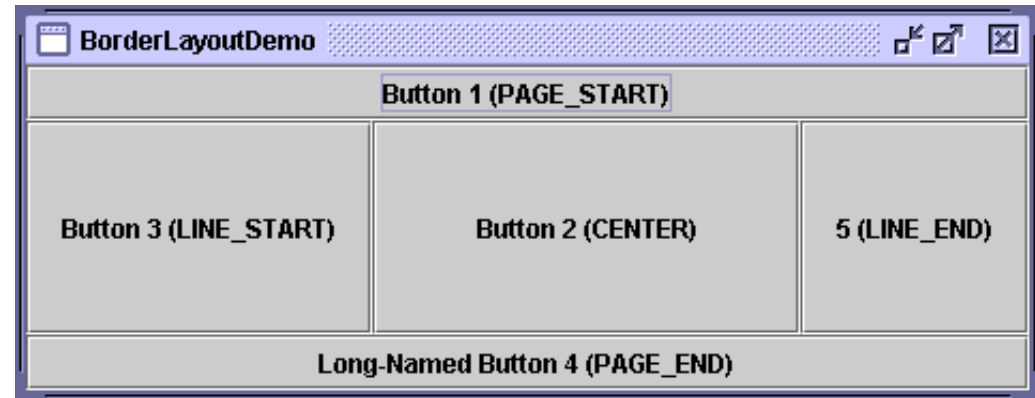 BorderLayoutDemo
Button 1 (PAGE_START)
Button 3 (LINE_START)
Button 2 (CENTER)
5 (LINE_END)
Long-Named Button 4 (PAGE_END)